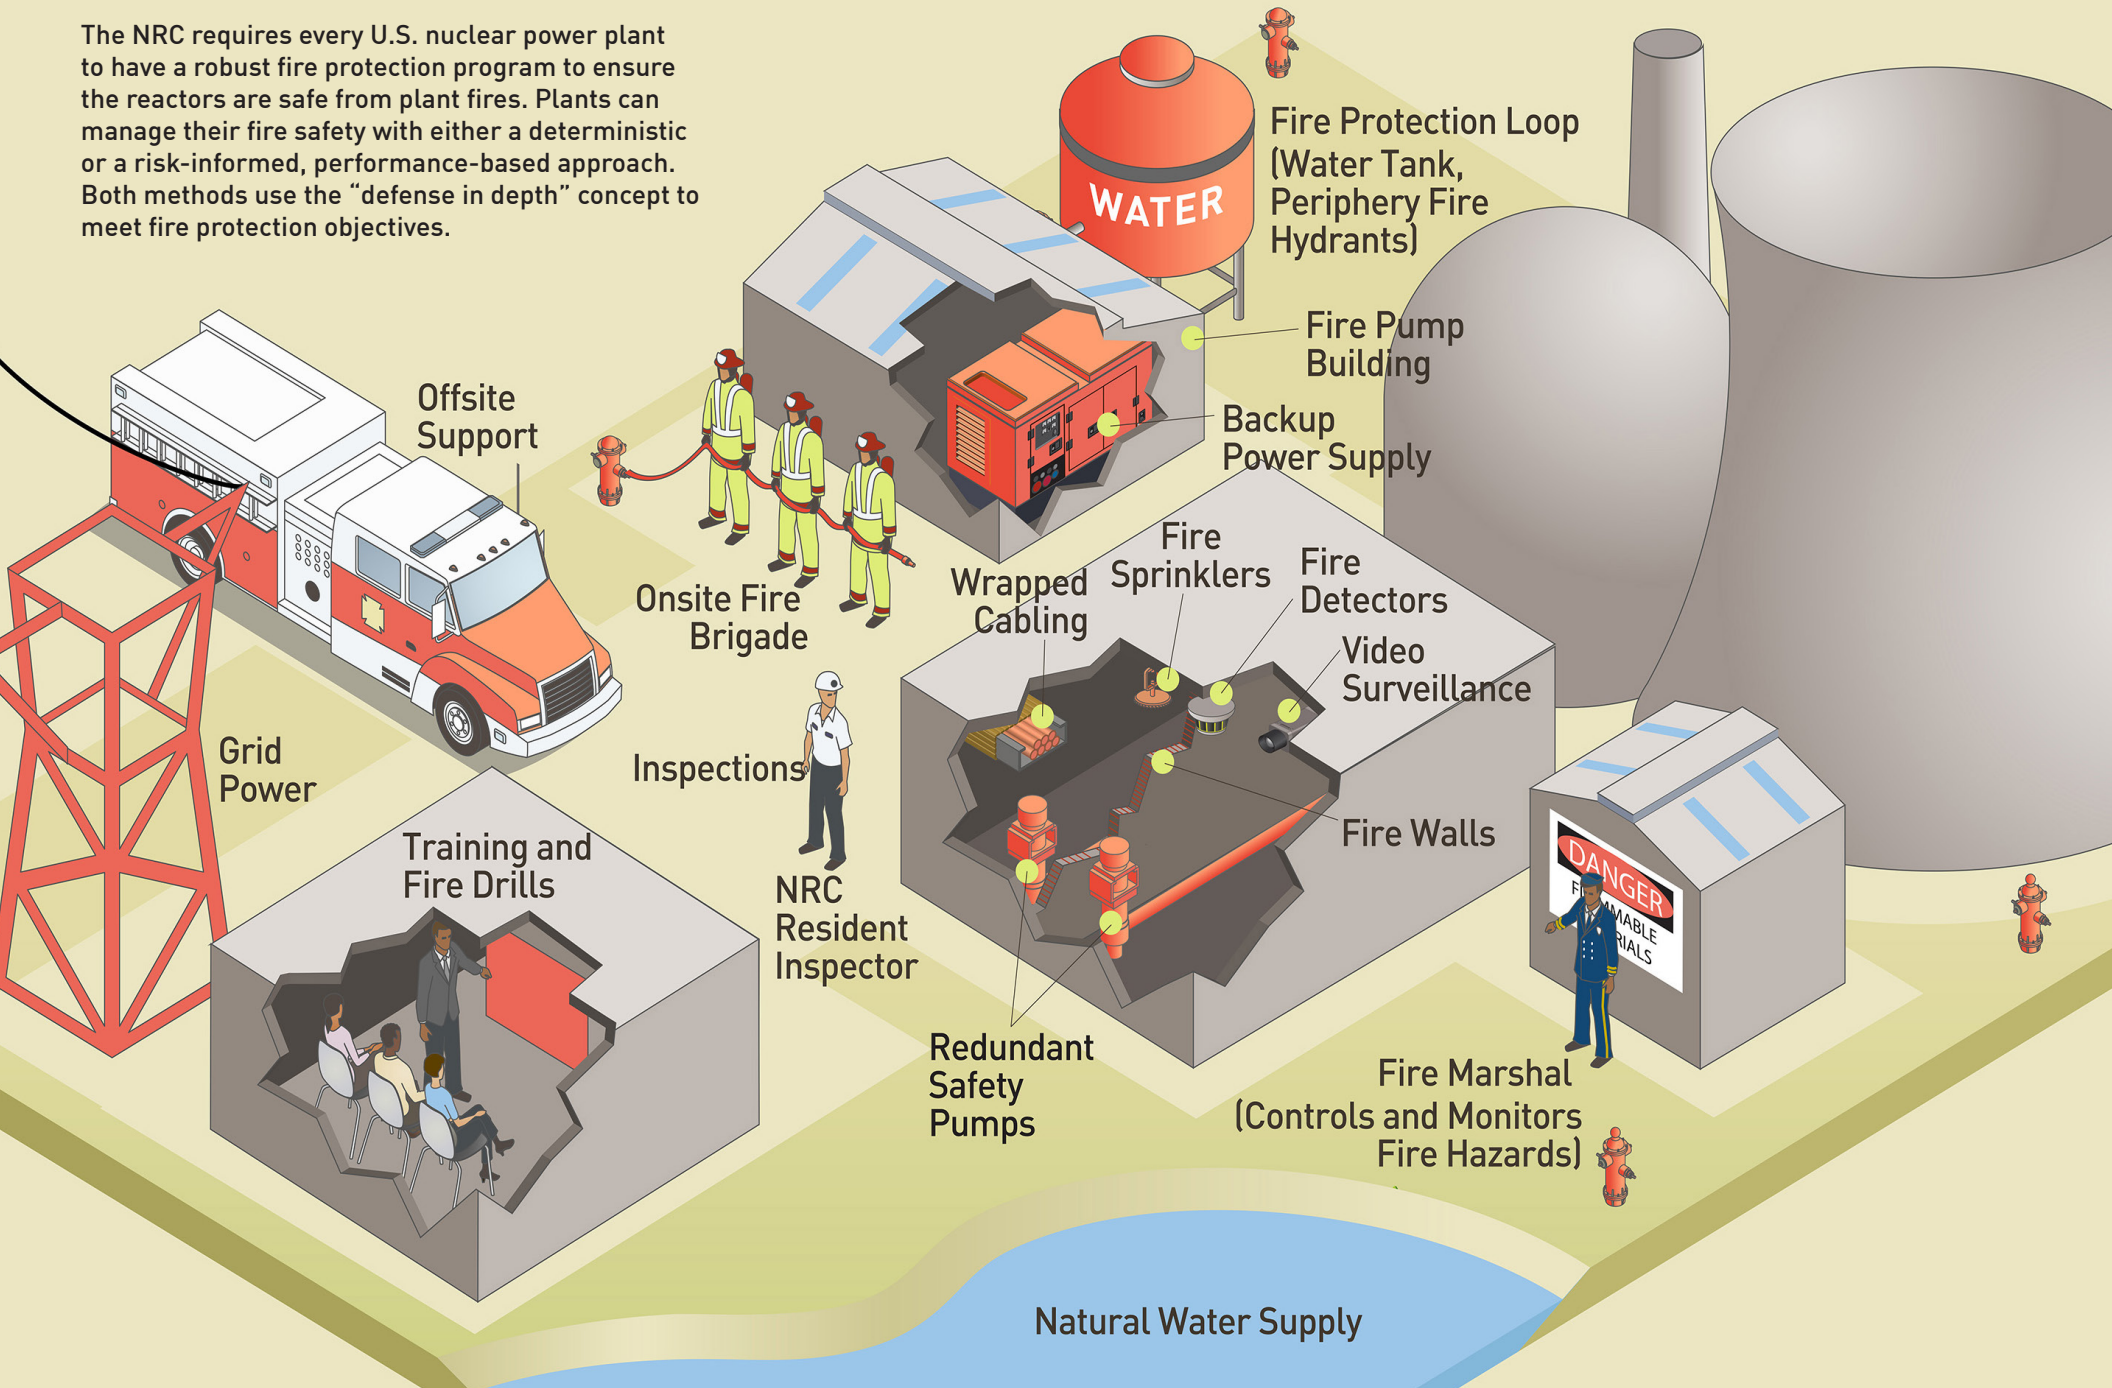 The NRC requires every U.S. nuclear power plant
to have a robust fire protection program to ensure
the reactors are safe from plant fires. Plants can
manage their fire safety with either a deterministic
or a risk-informed, performance-based approach.
Both methods use the “defense in depth” concept to
meet fire protection objectives.
Fire Protection Loop
(Water Tank,
Periphery Fire
Hydrants)
WATER
Fire Pump
Building
Backup
Power Supply
Offsite
Support
Onsite Fire
Brigade
Wrapped
Cabling
Fire
Sprinklers
Fire
Detectors
Video
Surveillance
Grid
Power
Inspections
Fire Walls
Training and
Fire Drills
NRC
Resident
Inspector
DANGER
Redundant
Safety
Pumps
Fire Marshal
(Controls and Monitors
Fire Hazards)
Natural Water Supply